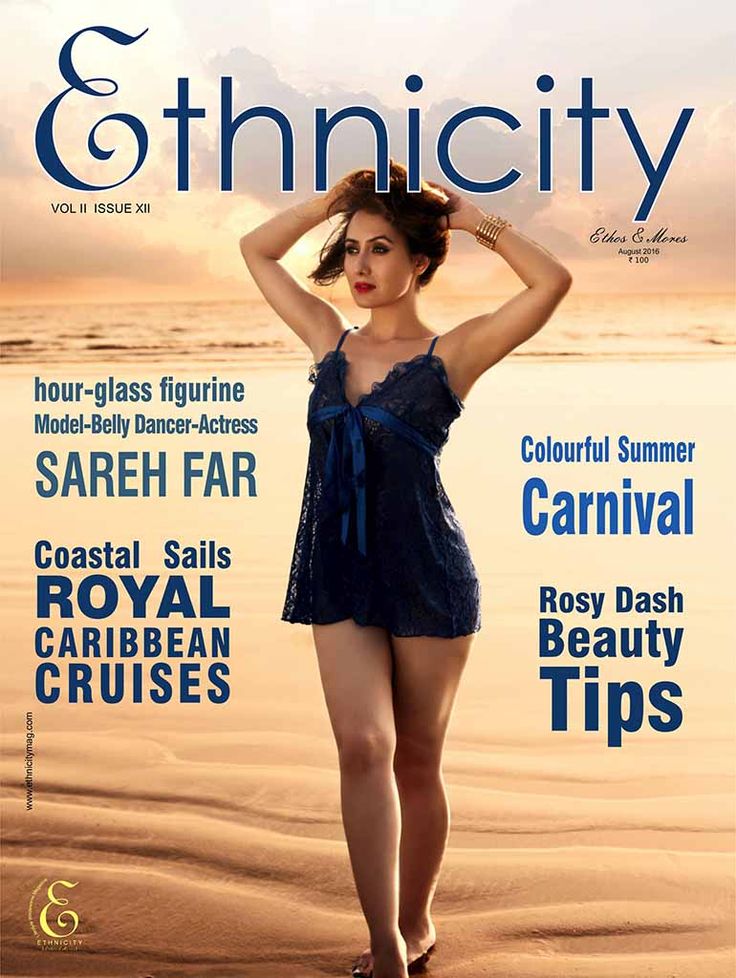 Ethnicity
VOL II ISSUE XII
Ethos & Mores
August 2016
₹ 100
hour-glass figurine
Model-Belly Dancer-Actress
SAREH FAR
Coastal Sails
ROYAL
CARIBBEAN
CRUISES
Colourful Summer
Carnival
Rosy Dash
Beauty
Tips
www.ethnicitymag.com
E
ETHNICITY